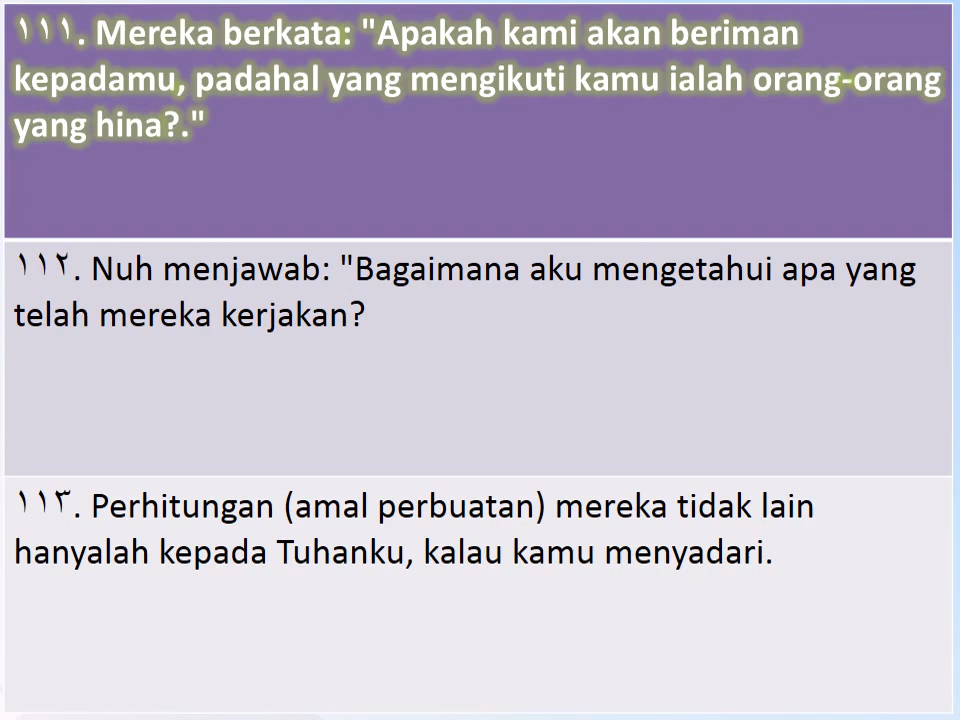 ١١١. Mereka berkata: "Apakah kami akan beriman
kepadamu, padahal yang mengikuti kamu ialah orang-orang
yang hina?."
١١٢. Nuh menjawab: "Bagaimana aku mengetahui apa yang
telah mereka kerjakan?
١١٣. Perhitungan (amal perbuatan) mereka tidak lain
hanyalah kepada Tuhanku, kalau kamu menyadari.